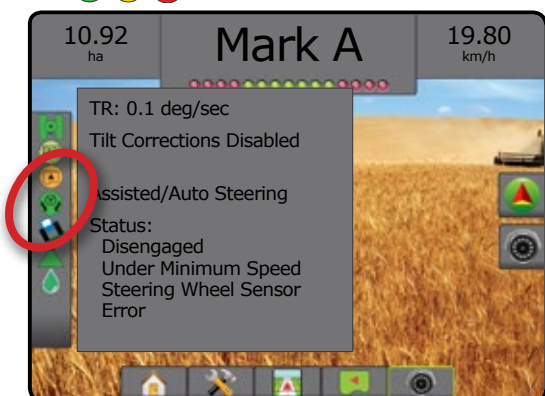 10.92
ha
Mark A
19.80
km/h
TR: 0.1 deg/sec
Tilt Corrections Disabled
Assisted/Auto Steering
Status:
Disengaged
Under Minimum Speed
Steering Wheel Sensor
Error